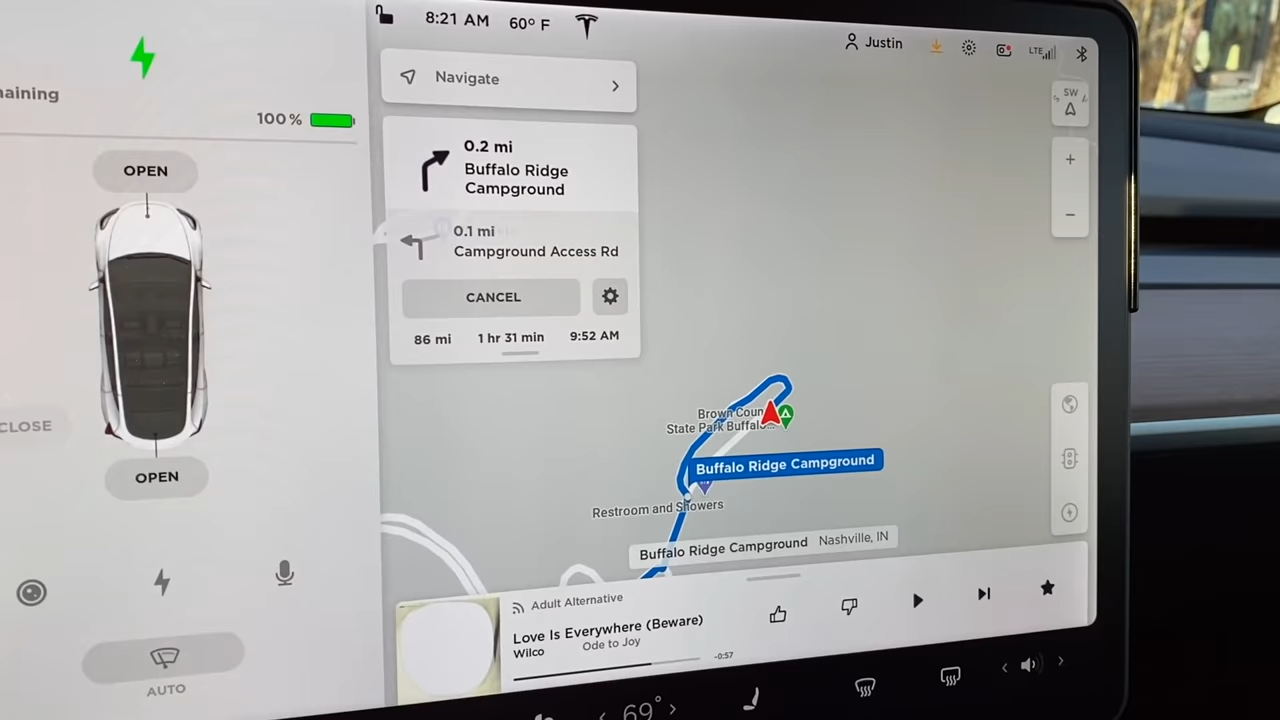 8:21 AM 60° F
Justin
LTE
aining
100%
OPEN
OPEN
CLOSE
AUTO
Navigate
0.2 mi
Buffalo Ridge
Campground
0.1 mi
Campground Access Rd
CANCEL
86 mi 1 hr 31 min 9:52 AM
SW
+
−
Brown Coun
State Park Buffalo...
Buffalo Ridge Campground
Restroom and Showers
Buffalo Ridge Campground Nashville, IN
Adult Alternative
Love Is Everywhere (Beware)
Wilco Ode to Joy
-0:57
69°